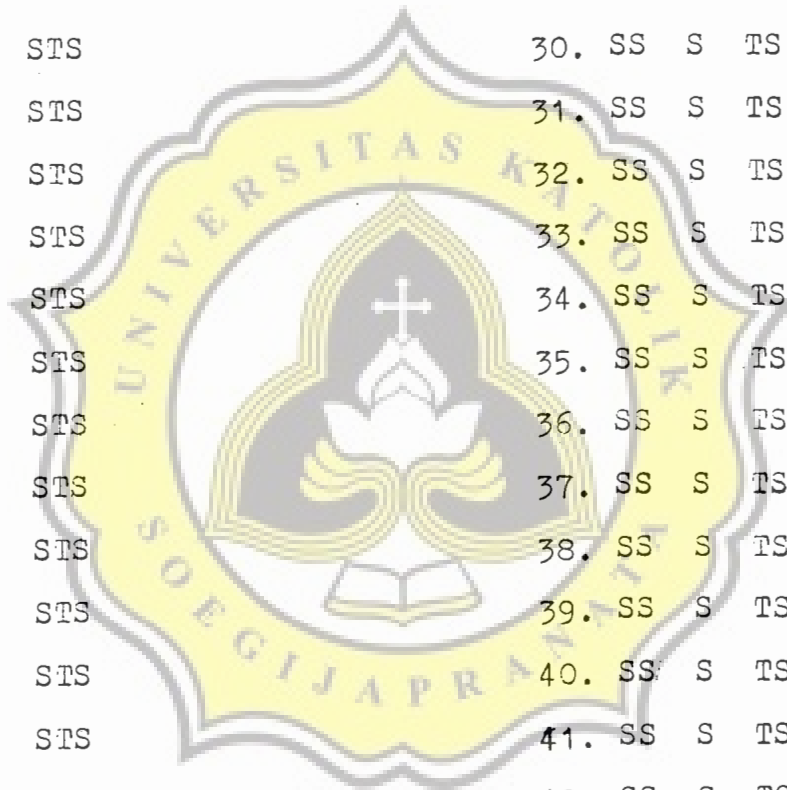 STS 30. SS S TS
STS 31. SS S TS
STS 32. SS S TS
STS 33. SS S TS
STS 34. SS S TS
STS 35. SS S TS
STS 36. SS S TS
STS 37. SS S TS
STS 38. SS S TS
STS 39. SS S TS
STS 40. SS S TS
STS 41. SS S TS
SS S TS
UNIVERSITAS KATOLIK
SOEGIJAPRANATA